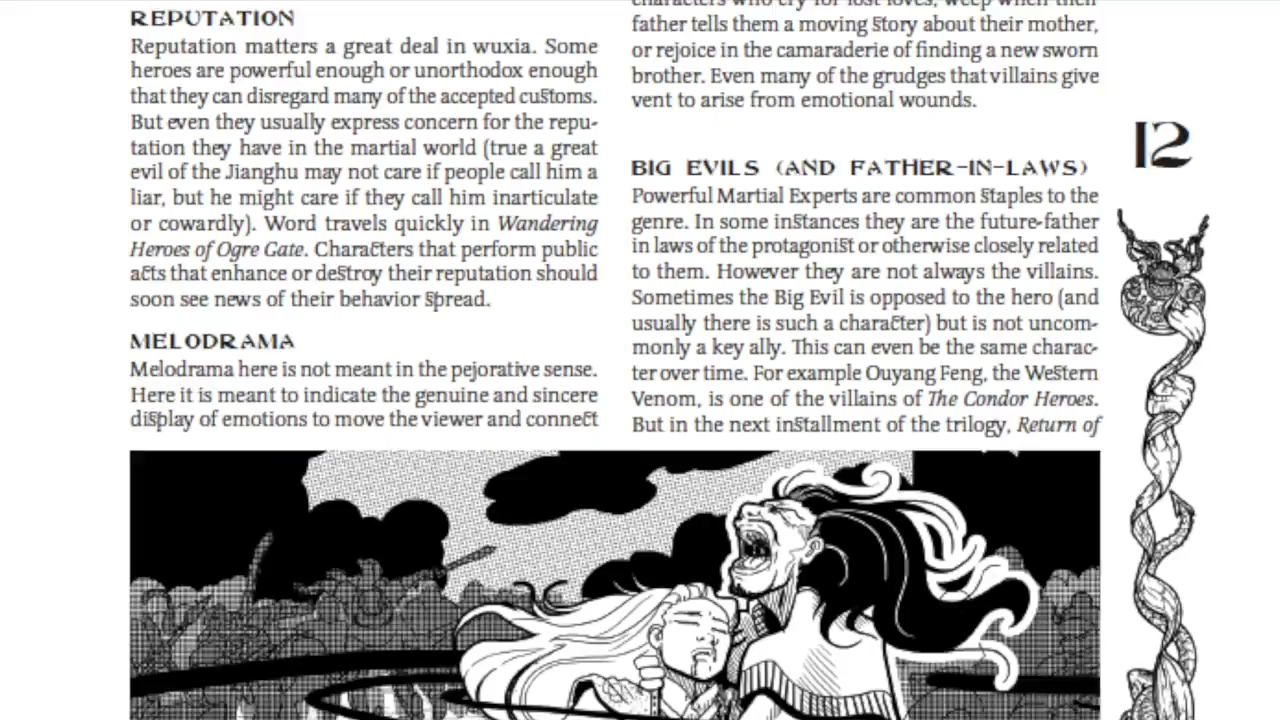 REPUTATION
Reputation matters a great deal in wuxia. Some
heroes are powerful enough or unorthodox enough
that they can disregard many of the accepted customs.
But even they usually express concern for the repu-
tation they have in the martial world (true a great
evil of the Jianghu may not care if people call him a
liar, but he might care if they call him inarticulate
or cowardly). Word travels quickly in Wandering
Heroes of Ogre Gate. Characters that perform public
acts that enhance or destroy their reputation should
soon see news of their behavior spread.
MELODRAMA
Melodrama here is not meant in the pejorative sense.
Here it is meant to indicate the genuine and sincere
display of emotions to move the viewer and connect
characters who cry for lost loves, weep when their
father tells them a moving story about their mother,
or rejoice in the camaraderie of finding a new sworn
brother. Even many of the grudges that villains give
vent to arise from emotional wounds.
BIG EVILS (AND FATHER-IN-LAWS)
Powerful Martial Experts are common staples to the
genre. In some instances they are the future-father
in laws of the protagonist or otherwise closely related
to them. However they are not always the villains.
Sometimes the Big Evil is opposed to the hero (and
usually there is such a character) but is not uncom-
monly a key ally. This can even be the same charac-
ter over time. For example Ouyang Feng, the Western
Venom, is one of the villains of The Condor Heroes.
But in the next installment of the trilogy, Return of
12